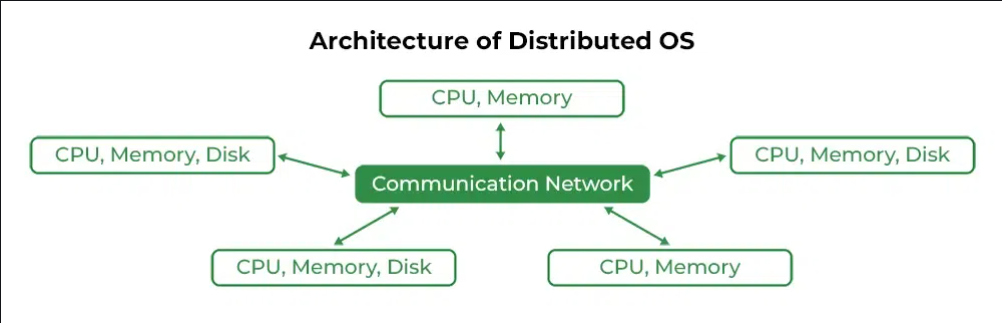 Architecture of Distributed OS
CPU, Memory
CPU, Memory, Disk
CPU, Memory, Disk
Communication Network
CPU, Memory, Disk
CPU, Memory